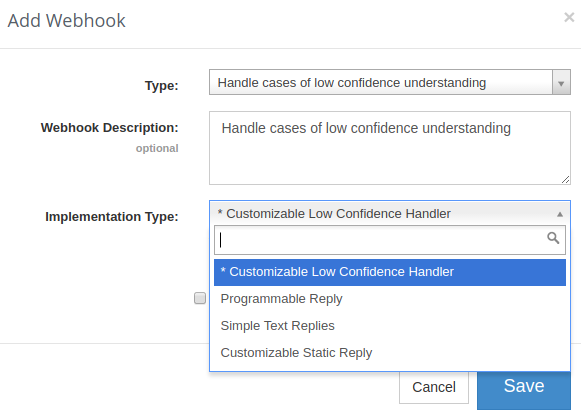 Add Webhook
×
Type:
Handle cases of low confidence understanding
Webhook Description:
optional
Handle cases of low confidence understanding
Implementation Type:
* Customizable Low Confidence Handler
* Customizable Low Confidence Handler
Programmable Reply
Simple Text Replies
Customizable Static Reply
Cancel
Save